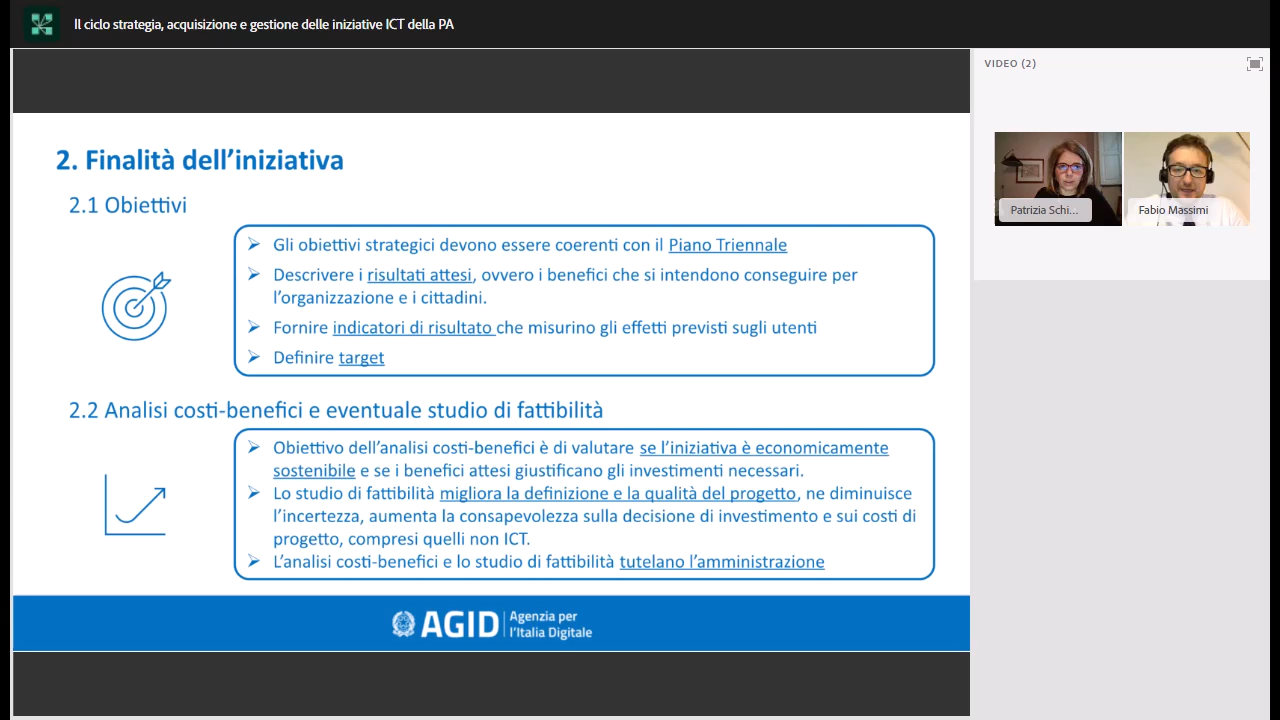 Il ciclo strategia, acquisizione e gestione delle iniziative ICT della PA
VIDEO (2)
Patrizia Schi...
Fabio Massimi
2. Finalità dell'iniziativa
2.1 Obiettivi
Gli obiettivi strategici devono essere coerenti con il Piano Triennale
Descrivere i risultati attesi, ovvero i benefici che si intendono conseguire per
l'organizzazione e i cittadini.
Fornire indicatori di risultato che misurino gli effetti previsti sugli utenti
Definire target
2.2 Analisi costi-benefici e eventuale studio di fattibilità
Obiettivo dell'analisi costi-benefici è di valutare se l'iniziativa è economicamente
sostenibile e se i benefici attesi giustificano gli investimenti necessari.
Lo studio di fattibilità migliora la definizione e la qualità del progetto, ne diminuisce
l'incertezza, aumenta la consapevolezza sulla decisione di investimento e sui costi di
progetto, compresi quelli non ICT.
L'analisi costi-benefici e lo studio di fattibilità tutelano l'amministrazione
AGID
Agenzia per
l'Italia Digitale